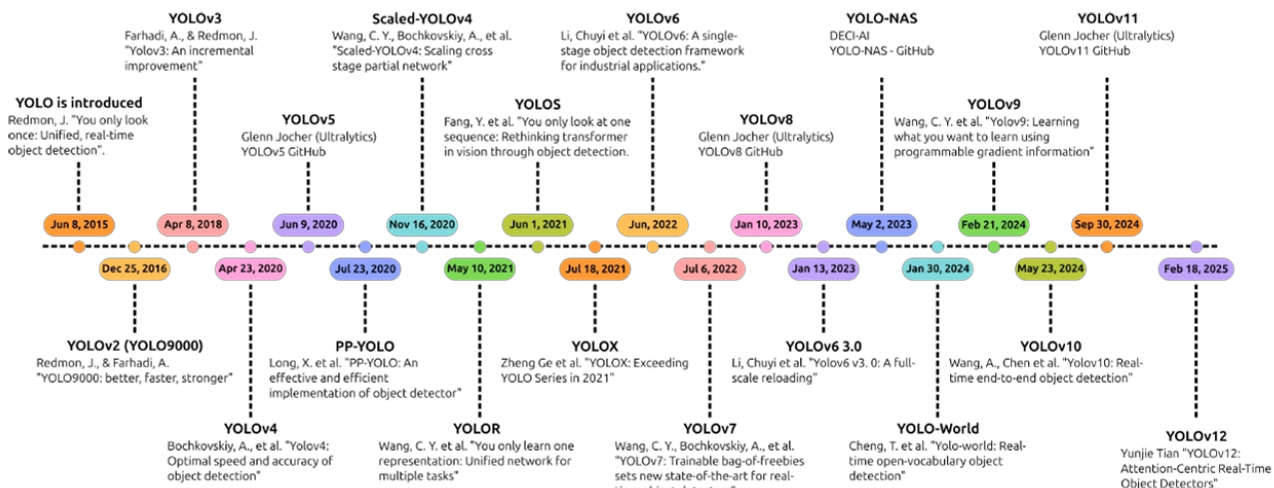 YOLOv3
Farhadi, A., & Redmon, J.
"Yolov3: An incremental
improvement"
Scaled-YOLOv4
Wang, C. Y., Bochkovskiy, A., et al.
"Scaled-YOLOv4: Scaling cross
stage partial network"
YOLOv6
Li, Chuyi et al. "YOLOv6: A single-
stage object detection framework
for industrial applications."
YOLO-NAS
DECI-AI
YOLO-NAS - GitHub
YOLOv11
Glenn Jocher (Ultralytics)
YOLOv11 GitHub
YOLO is introduced
Redmon, J. "You only look
once: Unified, real-time
object detection".
YOLOv5
Glenn Jocher (Ultralytics)
YOLOv5 GitHub
YOLOS
Fang, Y. et al. "You only look at one
sequence: Rethinking transformer
in vision through object detection.
YOLOv8
Glenn Jocher (Ultralytics)
YOLOv8 GitHub
YOLOv9
Wang, C. Y. et al. "Yolov9: Learning
what you want to learn using
programmable gradient information"
Jun 8, 2015
Apr 8, 2018
Jun 9, 2020
Nov 16, 2020
Jun 1, 2021
Jun, 2022
Jan 10, 2023
May 2, 2023
Feb 21, 2024
Sep 30, 2024
Dec 25, 2016
Apr 23, 2020
Jul 23, 2020
May 10, 2021
Jul 18, 2021
Jul 6, 2022
Jan 13, 2023
Jan 30, 2024
May 23, 2024
Feb 18, 2025
YOLOv2 (YOLO9000)
Redmon, J., & Farhadi, A.
"YOLO9000: better, faster, stronger"
PP-YOLO
Long, X. et al. "PP-YOLO: An
effective and efficient
implementation of object detector"
YOLOX
Zheng Ge et al. "YOLOX: Exceeding
YOLO Series in 2021"
YOLOv6 3.0
Li, Chuyi et al. "Yolov6 v3. 0: A full-
scale reloading"
YOLOv10
Wang, A., Chen et al. "Yolov10: Real-
time end-to-end object detection"
YOLOv4
Bochkovskiy, A., et al. "Yolov4:
Optimal speed and accuracy of
object detection"
YOLOR
Wang, C. Y. et al. "You only learn one
representation: Unified network for
multiple tasks"
YOLOv7
Wang, C. Y., Bochkovskiy, A., et al.
"YOLOv7: Trainable bag-of-freebies
sets new state-of-the-art for real-
YOLO-World
Cheng, T. et al. "Yolo-world: Real-
time open-vocabulary object
detection"
YOLOv12
Yunjie Tian "YOLOv12:
Attention-Centric Real-Time
Object Detectors"